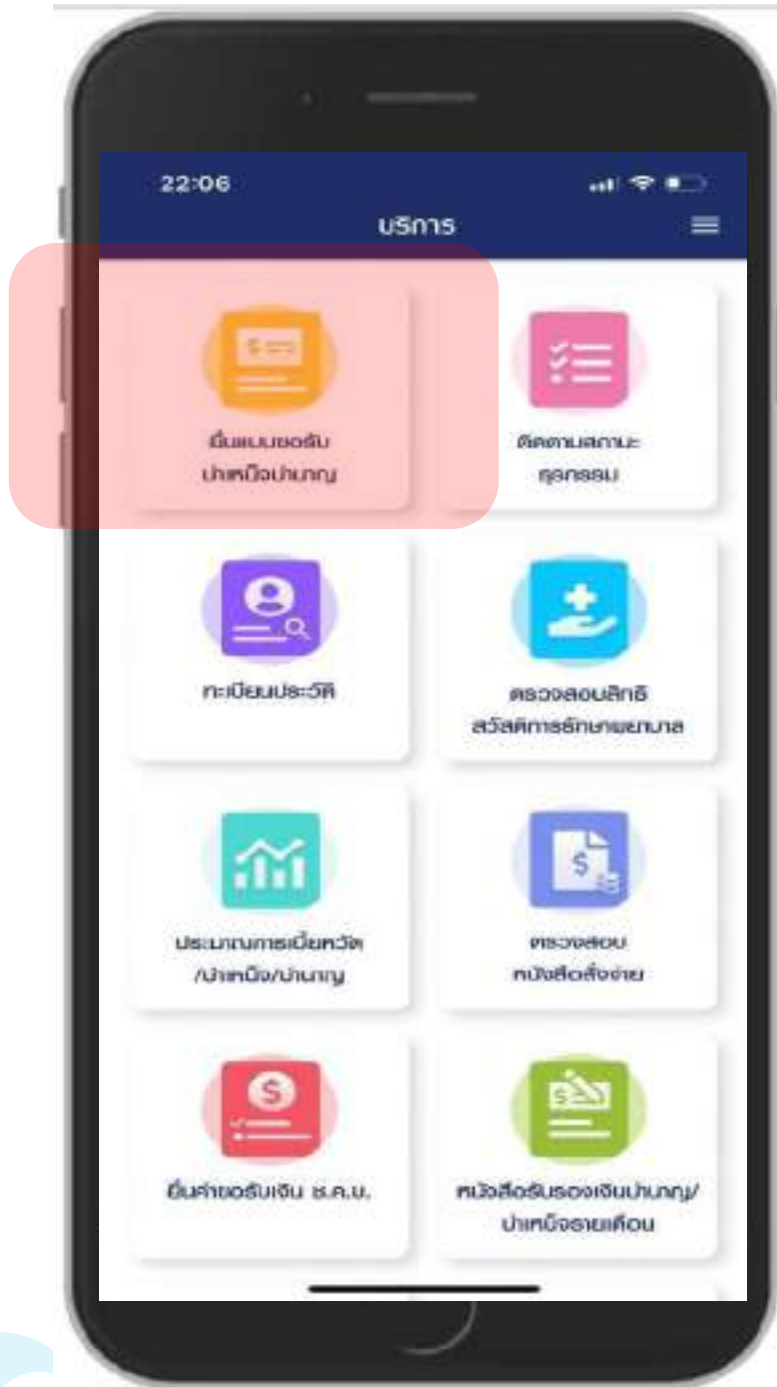 22:06
บริการ
ยื่นแบบขอรับ
บำเหน็จบำนาญ
ติดตามสถานะ
ธุรกรรม
ทะเบียนประวัติ
ตรวจสอบสิทธิ
สวัสดิการรักษาพยาบาล
ประมาณการเบี้ยหวัด
/บำเหน็จ/บำนาญ
ตรวจสอบ
หนังสือสั่งจ่าย
ยื่นคำขอรับเงิน ช.ค.บ.
หนังสือรับรองเงินบำนาญ/
บำเหน็จรายเดือน